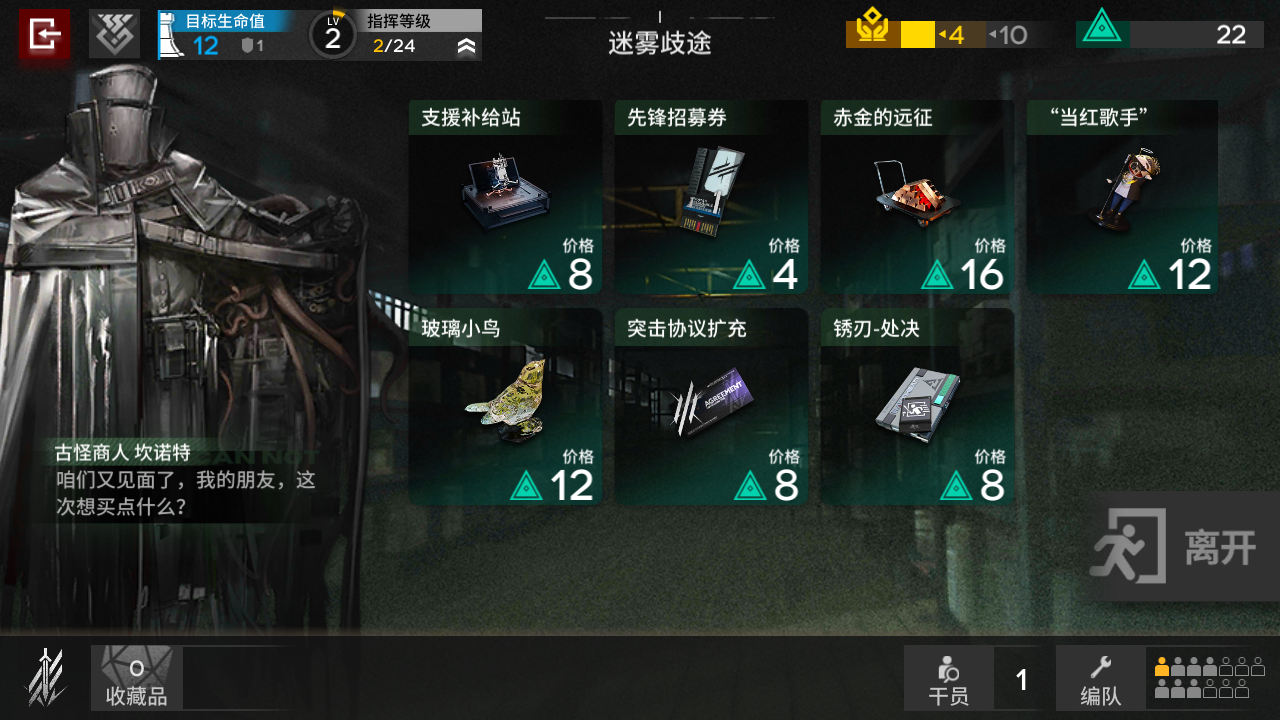 目标生命值
12
1
LV
2
指挥等级
2/24
迷雾歧途
4
10
22
支援补给站
价格
8
先锋招募券
价格
4
赤金的远征
价格
16
“当红歌手”
价格
12
玻璃小鸟
价格
12
突击协议扩充
AGREEMENT
价格
8
锈刃-处决
价格
8
古怪商人 坎诺特
咱们又见面了，我的朋友，这
次想买点什么？
离开
0
收藏品
干员
1
编队